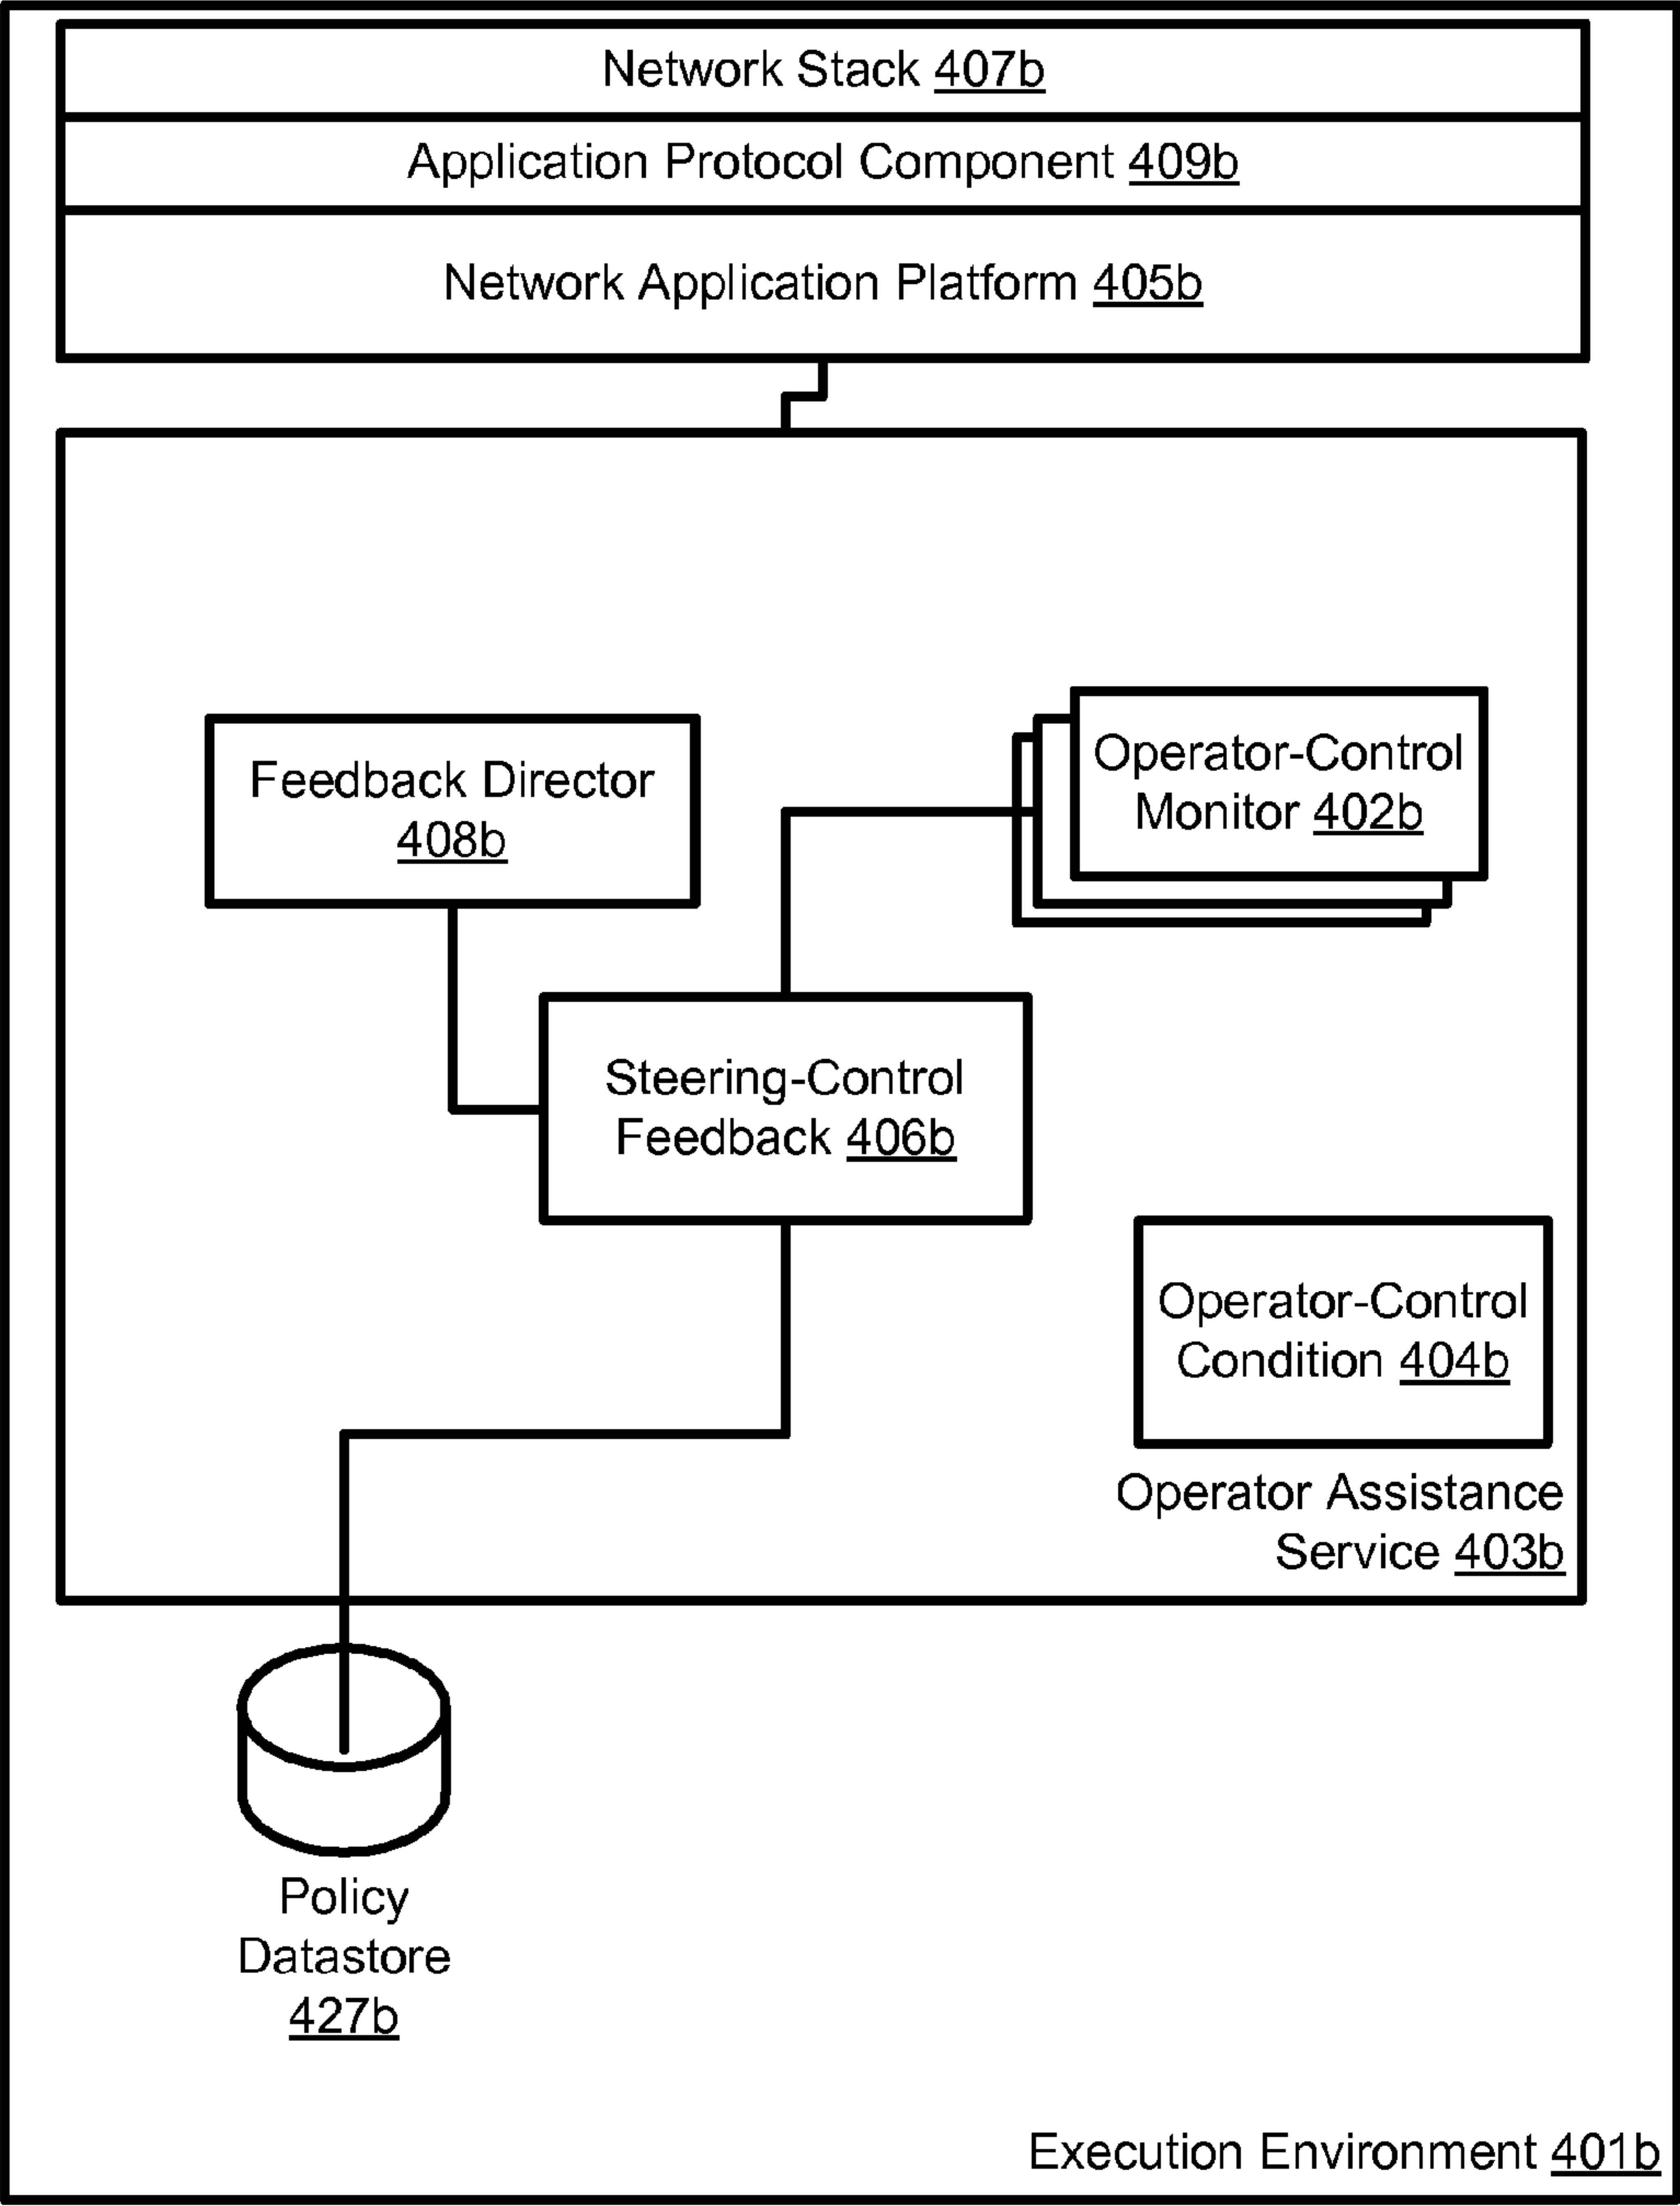 Network Stack 407b
Application Protocol Component 409b
Network Application Platform 405b
Operator-Control
Monitor 402b
Feedback Director
408b
Steering-Control
Feedback 406b
Operator-Control
Condition 404b
Operator Assistance
Service 403b
Policy
Datastore
427b
Execution Environment 401b